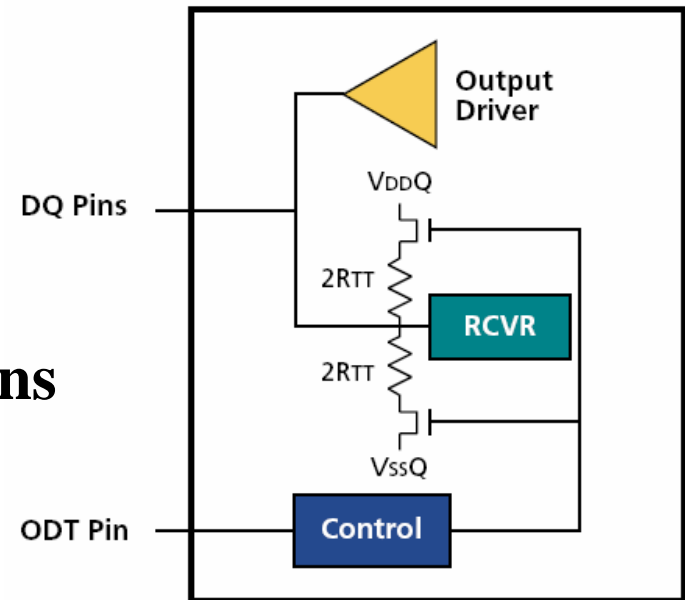 Output
Driver
VDDQ
DQ Pins
2RTT
RCVR
ns
2RTT
VssQ
ODT Pin
Control